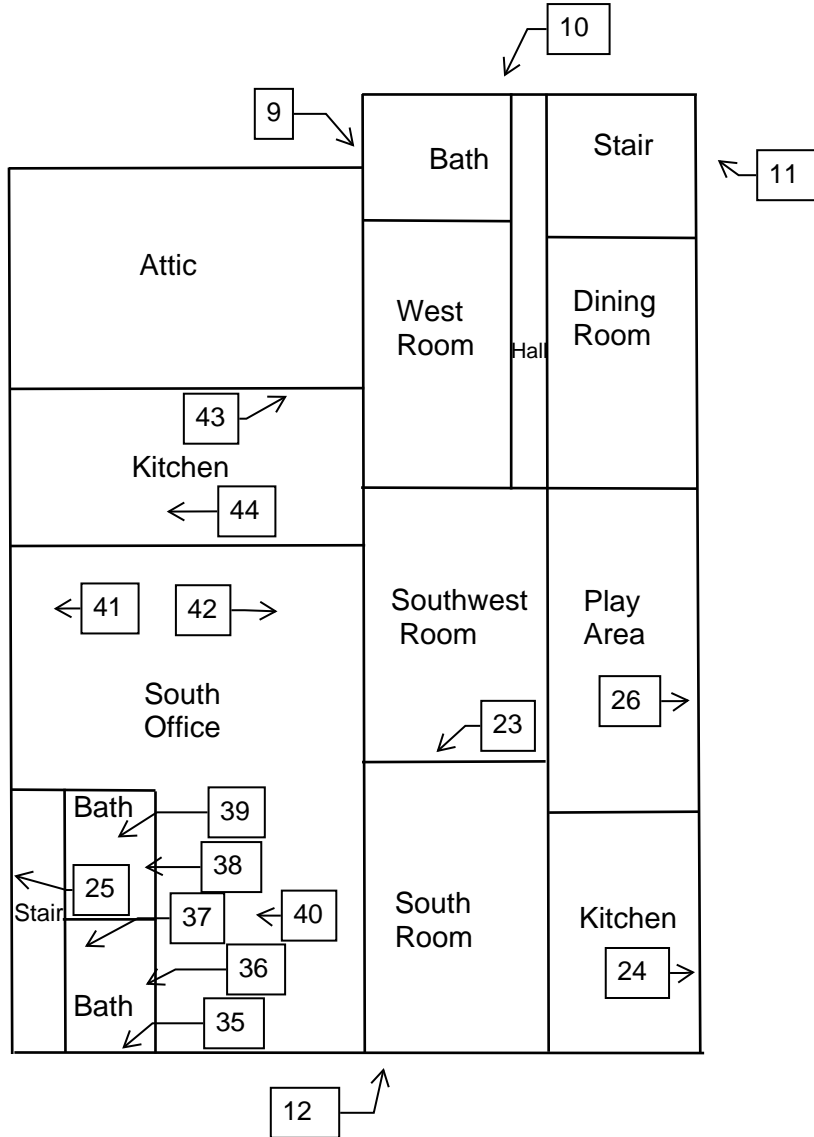 10
9
Bath
Stair
11
Attic
West
Room
Hall
Dining
Room
43
Kitchen
44
41
42
Southwest
Room
Play
Area
South
Office
26
23
Bath
39
38
25
Stair
37
40
South
Room
Kitchen
36
24
Bath
35
12